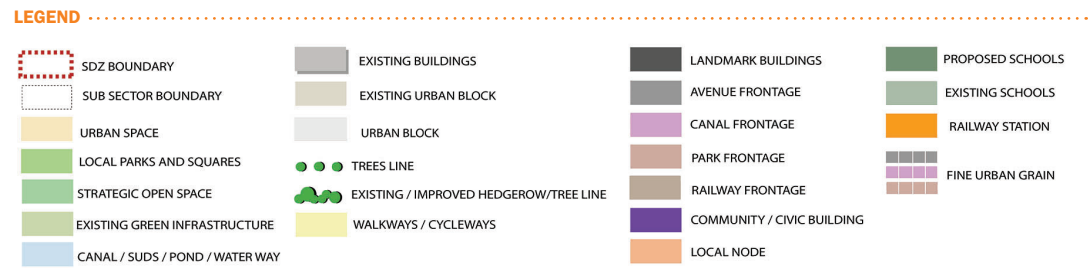 LEGEND
SDZ BOUNDARY
SUB SECTOR BOUNDARY
URBAN SPACE
LOCAL PARKS AND SQUARES
STRATEGIC OPEN SPACE
EXISTING GREEN INFRASTRUCTURE
CANAL / SUDS / POND / WATER WAY
EXISTING BUILDINGS
EXISTING URBAN BLOCK
URBAN BLOCK
TREES LINE
EXISTING / IMPROVED HEDGEROW/TREE LINE
WALKWAYS / CYCLEWAYS
LANDMARK BUILDINGS
AVENUE FRONTAGE
CANAL FRONTAGE
PARK FRONTAGE
RAILWAY FRONTAGE
COMMUNITY / CIVIC BUILDING
LOCAL NODE
PROPOSED SCHOOLS
EXISTING SCHOOLS
RAILWAY STATION
FINE URBAN GRAIN